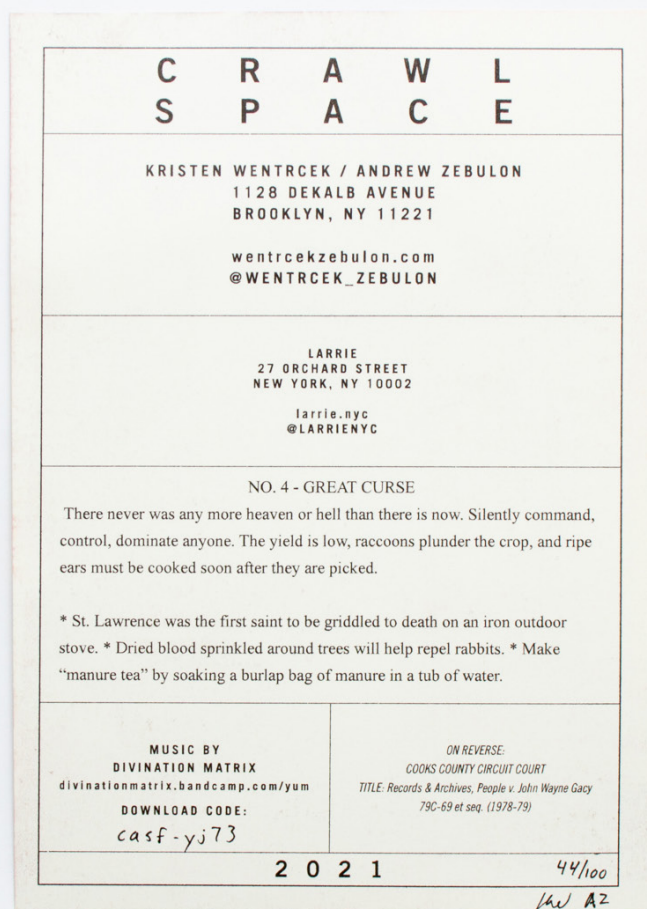 CRAWL
SPACE
KRISTEN WENTRCEK / ANDREW ZEBULON
1128 DEKALB AVENUE
BROOKLYN, NY 11221
wentrcekzebulon.com
@WENTRCEK_ZEBULON
LARRIE
27 ORCHARD STREET
NEW YORK, NY 10002
larrie.nyc
@LARRIENYC
NO. 4 - GREAT CURSE
There never was any more heaven or hell than there is now. Silently command,
control, dominate anyone. The yield is low, raccoons plunder the crop, and ripe
ears must be cooked soon after they are picked.
* St. Lawrence was the first saint to be griddled to death on an iron outdoor
stove. * Dried blood sprinkled around trees will help repel rabbits. * Make
“manure tea” by soaking a burlap bag of manure in a tub of water.
MUSIC BY
DIVINATION MATRIX
divinationmatrix.bandcamp.com/yum
DOWNLOAD CODE:
casf-yj73
ON REVERSE:
COOKS COUNTY CIRCUIT COURT
TITLE: Records & Archives, People v. John Wayne Gacy
79C-69 et seq. (1978-79)
2021
44/100
AZ